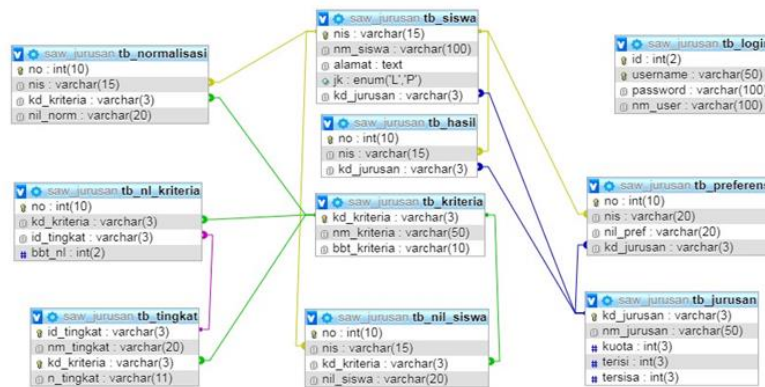 saw_jurusan tb_normalisasi
no : int(10)
nis : varchar(15)
kd_kriteria : varchar(3)
nil_norm : varchar(20)
saw_jurusan tb_siswa
nis : varchar(15)
nm_siswa : varchar(100)
alamat : text
jk : enum('L','P')
kd_jurusan : varchar(3)
saw_jurusan tb_login
id : int(2)
username : varchar(50)
password : varchar(100)
nm_user : varchar(100)
saw_jurusan tb_hasil
no : int(10)
nis : varchar(15)
kd_jurusan : varchar(3)
saw_jurusan tb_nl_kriteria
no : int(10)
kd_kriteria : varchar(3)
id_tingkat : varchar(3)
bbt_nl : int(2)
saw_jurusan tb_kriteria
kd_kriteria : varchar(3)
nm_kriteria : varchar(50)
bbt_kriteria : varchar(10)
saw_jurusan tb_preferens
no : int(10)
nis : varchar(20)
nil_pref : varchar(20)
kd_jurusan : varchar(3)
saw_jurusan tb_tingkat
id_tingkat : varchar(3)
nm_tingkat : varchar(20)
kd_kriteria : varchar(3)
n_tingkat : varchar(11)
saw_jurusan tb_nil_siswa
no : int(10)
nis : varchar(15)
kd_kriteria : varchar(3)
nil_siswa : varchar(20)
saw_jurusan tb_jurusan
kd_jurusan : varchar(3)
nm_jurusan : varchar(50)
kuota : int(3)
terisi : int(3)
tersisa : int(3)